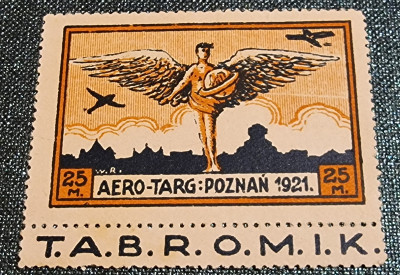 W.R.
25 M.
AERO-TARG: POZNAŃ 1921.
25 M.
T.A.B.R.O.M.I.K.